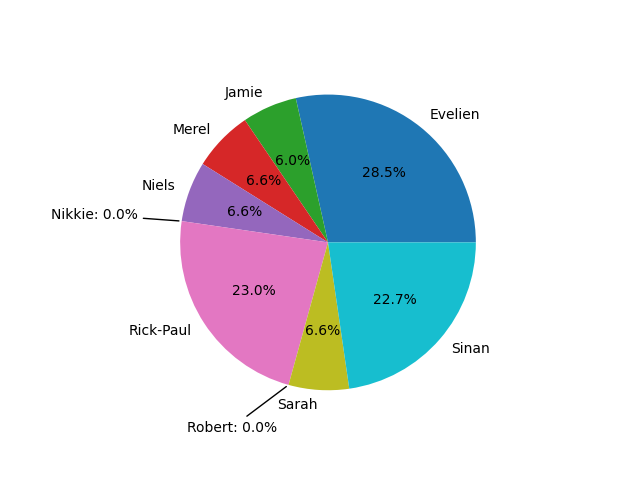 Jamie
Evelien
Merel
6.0%
28.5%
6.6%
Niels
6.6%
Nikkie: 0.0%
23.0%
22.7%
Rick-Paul
6.6%
Sinan
Sarah
Robert: 0.0%